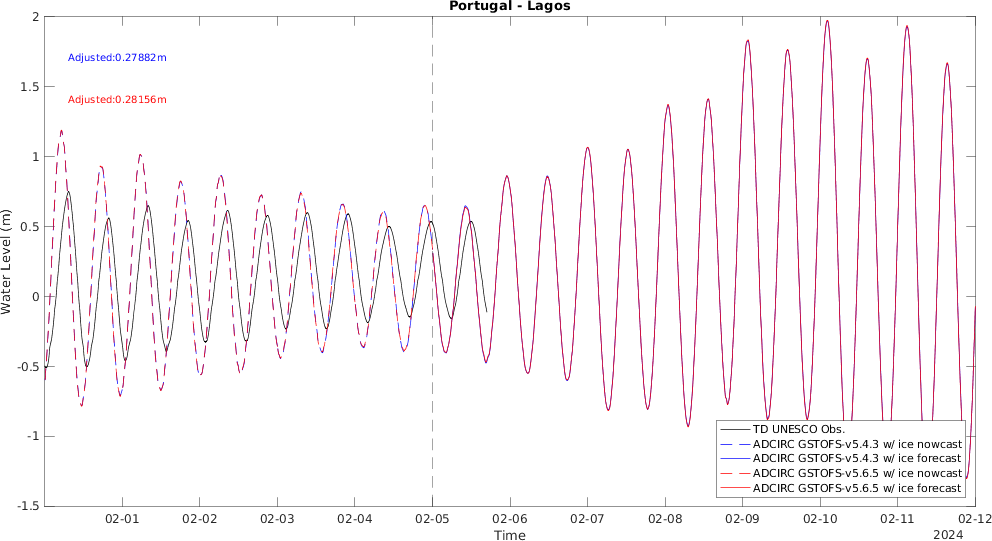 Portugal - Lagos
Adjusted:0.27882m
Adjusted:0.28156m
Water Level (m)
2
1.5
1
0.5
0
-0.5
-1
-1.5
TD UNESCO Obs.
ADCIRC GSTOFS-v5.4.3 w/ ice nowcast
ADCIRC GSTOFS-v5.4.3 w/ ice forecast
ADCIRC GSTOFS-v5.6.5 w/ ice nowcast
ADCIRC GSTOFS-v5.6.5 w/ ice forecast
02-01 02-02 02-03 02-04 02-05 02-06 02-07 02-08 02-09 02-10 02-11 02-12
Time
2024